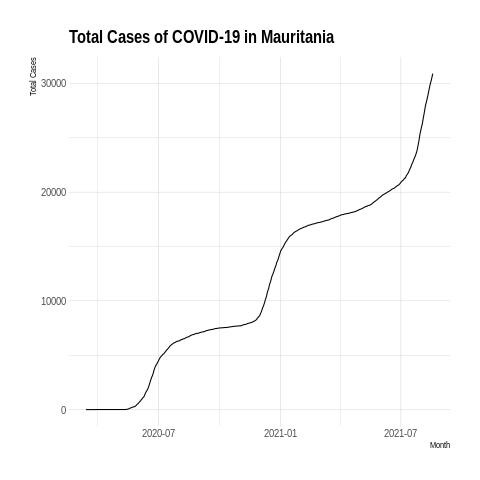 Total Cases of COVID-19 in Mauritania
Total Cases
30000
20000
10000
0
2020-07 2021-01 2021-07
Month